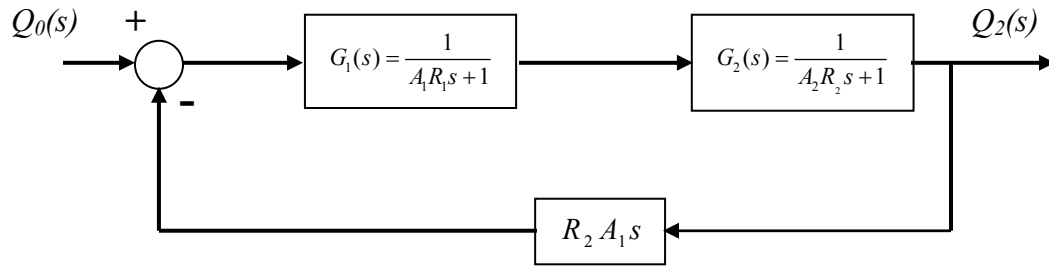 Q₀(s) + Q₂(s)
G₁(s) = 1 / (A₁R₁s + 1)
G₂(s) = 1 / (A₂R₂s + 1)
-
R₂ A₁ s